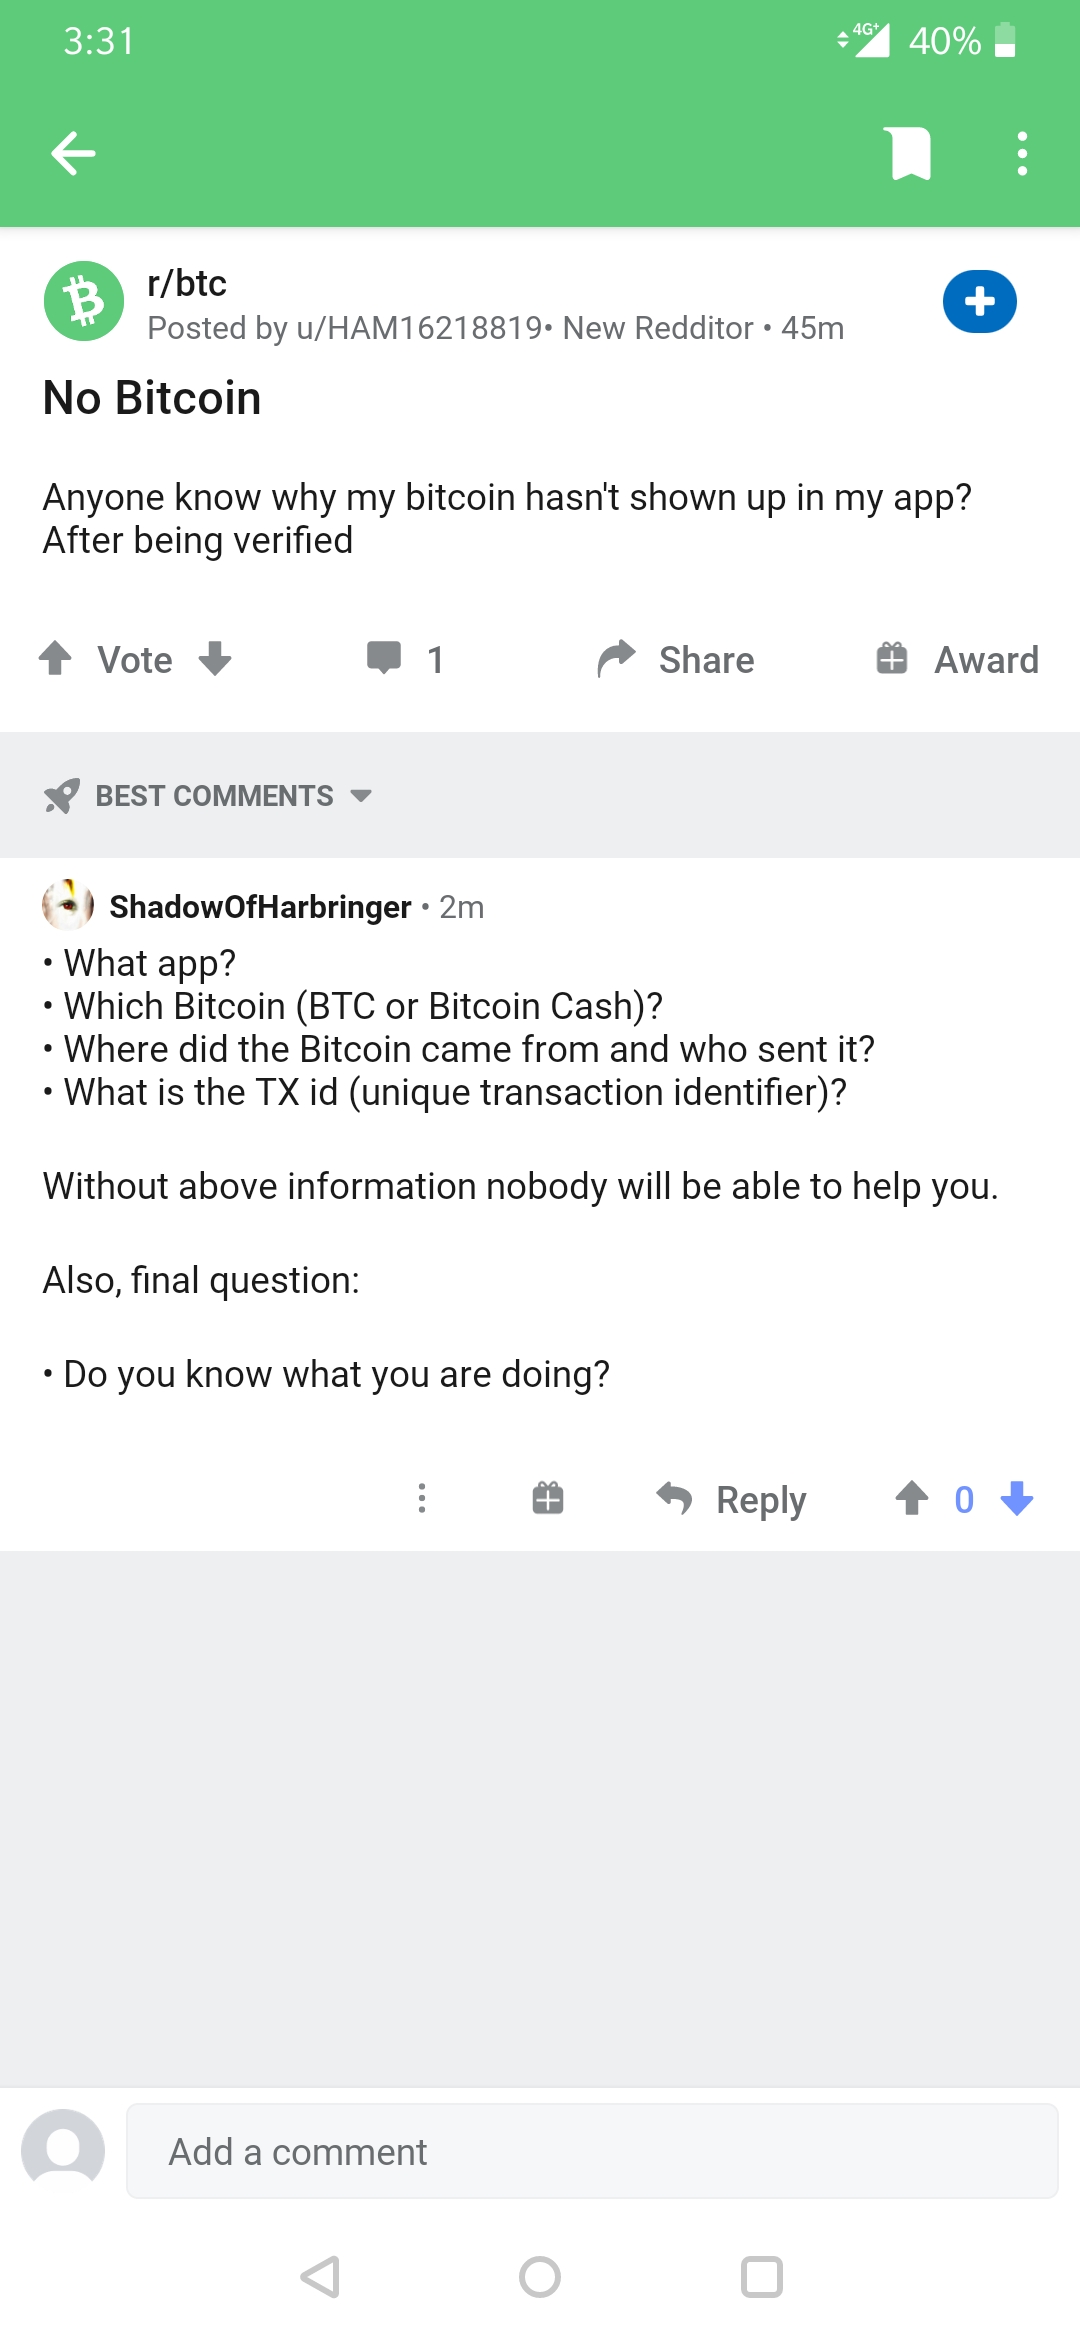 3:31
4G+ 40%
r/btc
Posted by u/HAM16218819• New Redditor • 45m
No Bitcoin
Anyone know why my bitcoin hasn't shown up in my app?
After being verified
Vote 1 Share Award
BEST COMMENTS
ShadowOfHarbringer • 2m
• What app?
• Which Bitcoin (BTC or Bitcoin Cash)?
• Where did the Bitcoin came from and who sent it?
• What is the TX id (unique transaction identifier)?
Without above information nobody will be able to help you.
Also, final question:
• Do you know what you are doing?
Reply 0
Add a comment